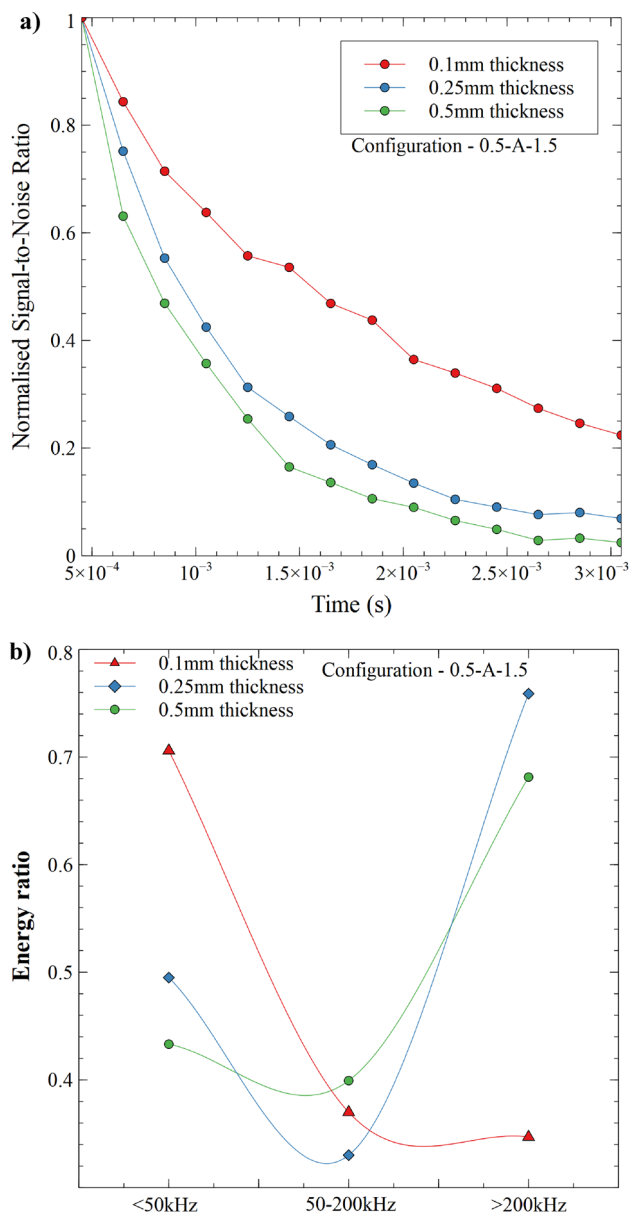 a)
1
0.1mm thickness
0.25mm thickness
0.5mm thickness
Configuration - 0.5-A-1.5
0.8
0.6
0.4
0.2
0
Normalised Signal-to-Noise Ratio
5×10⁻⁴ 10⁻³ 1.5×10⁻³ 2×10⁻³ 2.5×10⁻³ 3×10⁻³
Time (s)
b)
0.8
0.1mm thickness
0.25mm thickness
0.5mm thickness
Configuration - 0.5-A-1.5
0.7
0.6
0.5
0.4
Energy ratio
<50kHz 50-200kHz >200kHz